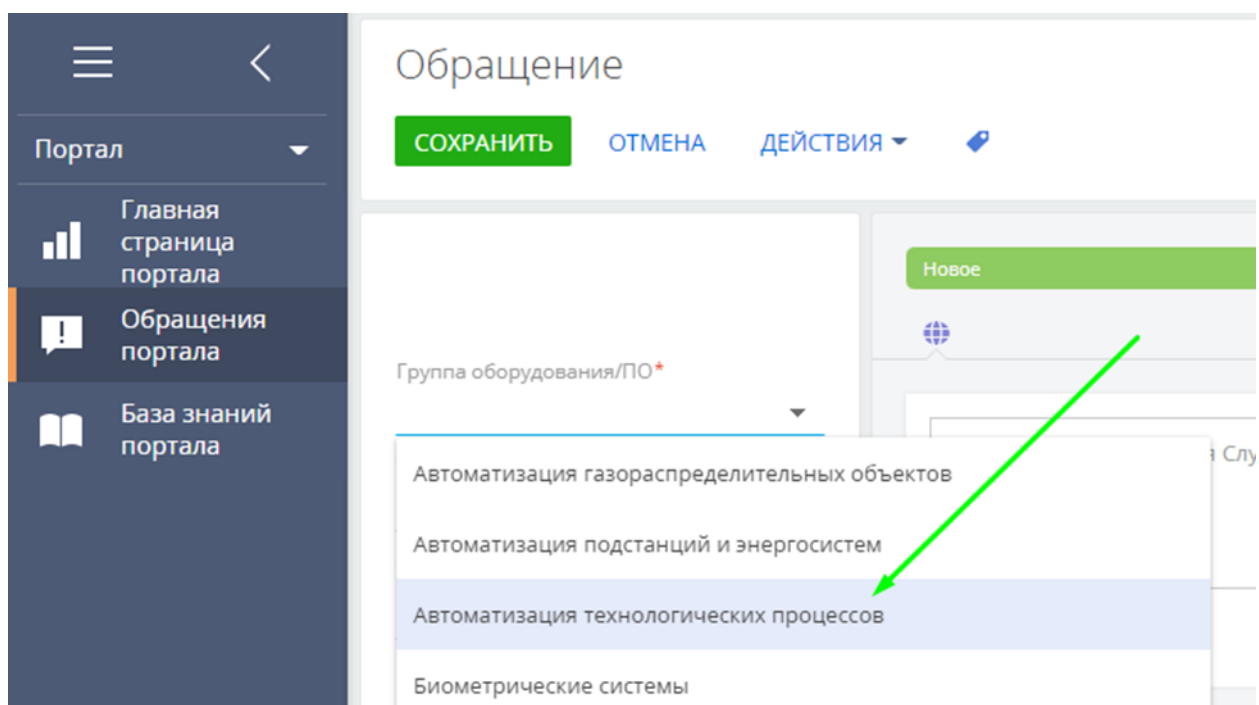 Обращение
СОХРАНИТЬ ОТМЕНА ДЕЙСТВИЯ
Портал
Главная
страница
портала
Обращения
портала
База знаний
портала
Новое
Группа оборудования/ПО*
Автоматизация газораспределительных объектов
Автоматизация подстанций и энергосистем
Автоматизация технологических процессов
Биометрические системы